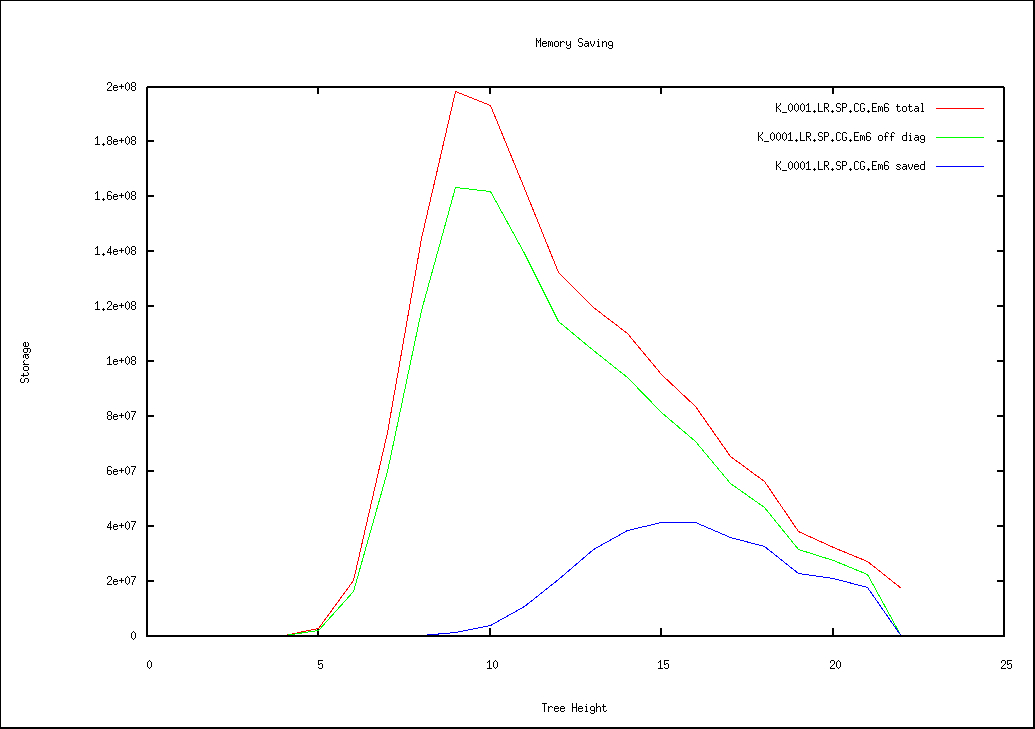 Memory Saving
2e+08
1.8e+08
1.6e+08
1.4e+08
1.2e+08
1e+08
8e+07
6e+07
4e+07
2e+07
0
Storage
K_0001.LR.SP.CG.Em6 total
K_0001.LR.SP.CG.Em6 off diag
K_0001.LR.SP.CG.Em6 saved
0 5 10 15 20 25
Tree Height